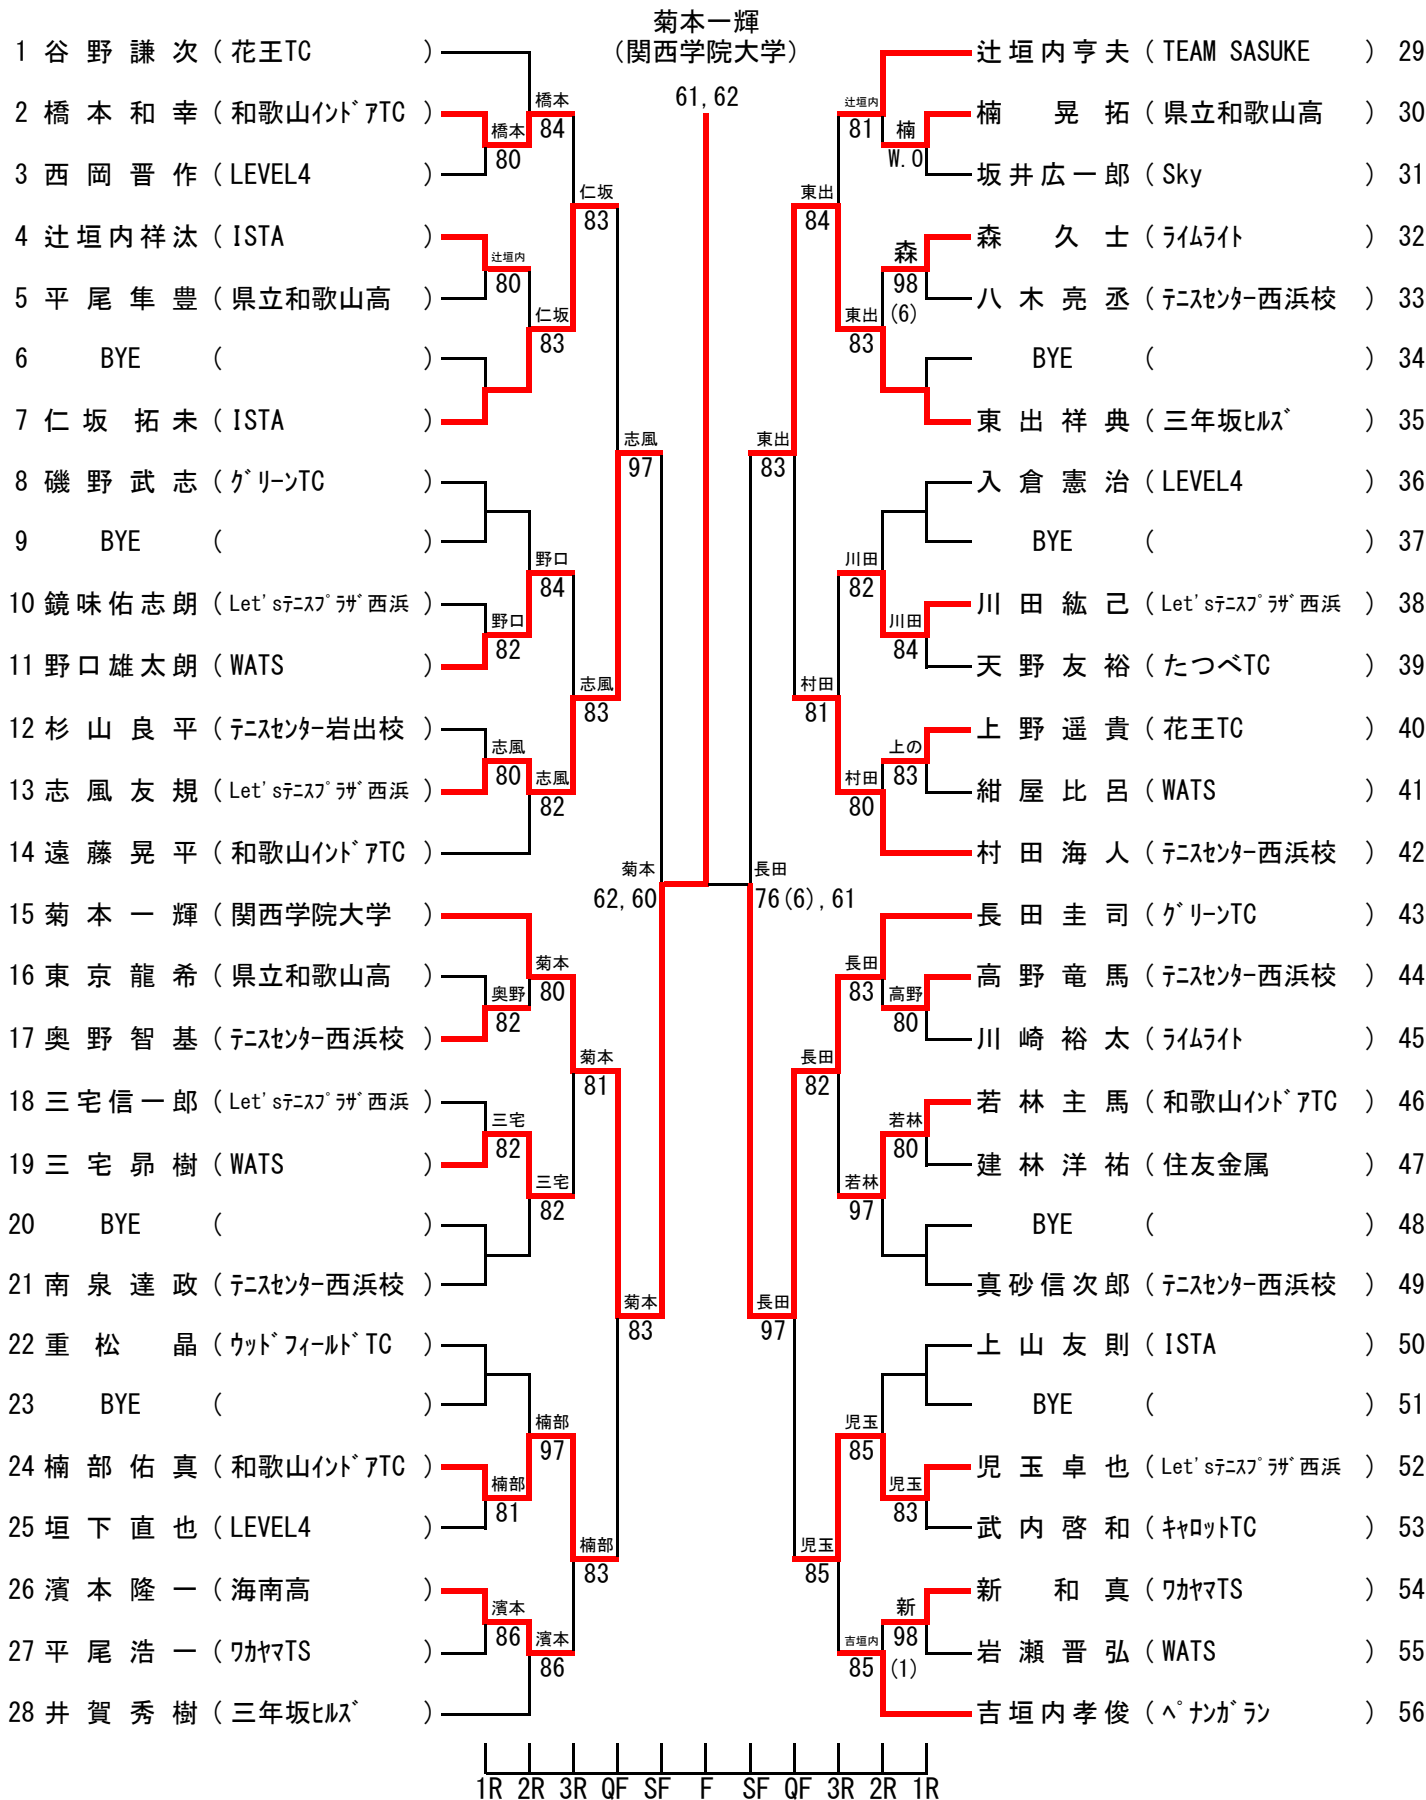 菊本一輝
(関西学院大学)
61,62
1 谷野謙次 ( 花王TC )
2 橋本和幸 ( 和歌山インドアTC )
3 西岡晋作 ( LEVEL4 )
4 辻垣内祥汰 ( ISTA )
5 平尾隼豊 ( 県立和歌山高 )
6 BYE ( )
7 仁坂拓未 ( ISTA )
8 磯野武志 ( グリーンTC )
9 BYE ( )
10 鏡味佑志朗 ( Let'sテニスプラザ西浜 )
11 野口雄太朗 ( WATS )
12 杉山良平 ( テニスセンター岩出校 )
13 志風友規 ( Let'sテニスプラザ西浜 )
14 遠藤晃平 ( 和歌山インドアTC )
15 菊本一輝 ( 関西学院大学 )
16 東京龍希 ( 県立和歌山高 )
17 奥野智基 ( テニスセンター西浜校 )
18 三宅信一郎 ( Let'sテニスプラザ西浜 )
19 三宅昴樹 ( WATS )
20 BYE ( )
21 南泉達政 ( テニスセンター西浜校 )
22 重松晶 ( ウッドフィールドTC )
23 BYE ( )
24 楠部佑真 ( 和歌山インドアTC )
25 垣下直也 ( LEVEL4 )
26 濱本隆一 ( 海南高 )
27 平尾浩一 ( ワカヤマTS )
28 井賀秀樹 ( 三年坂ヒルズ )
橋本
80
辻垣内
80
野口
82
志風
80
奥野
82
三宅
82
楠部
81
濱本
86
橋本
84
仁坂
83
野口
84
志風
82
菊本
80
三宅
82
楠部
97
濱本
86
仁坂
83
志風
83
菊本
81
楠部
83
志風
97
菊本
83
菊本
62,60
長田
76(6),61
東出
83
長田
97
東出
84
村田
81
長田
82
児玉
85
辻垣内
81
東出
83
川田
82
村田
80
長田
83
若林
97
児玉
85
吉垣内
85
楠
W.O
森
98
(6)
川田
84
上の
83
高野
80
若林
80
児玉
83
新
98
(1)
辻垣内亨夫 ( TEAM SASUKE ) 29
楠晃拓 ( 県立和歌山高 ) 30
坂井広一郎 ( Sky ) 31
森久士 ( ライムライト ) 32
八木亮丞 ( テニスセンター西浜校 ) 33
BYE ( ) 34
東出祥典 ( 三年坂ヒルズ ) 35
入倉憲治 ( LEVEL4 ) 36
BYE ( ) 37
川田紘己 ( Let'sテニスプラザ西浜 ) 38
天野友裕 ( たつべTC ) 39
上野遥貴 ( 花王TC ) 40
紺屋比呂 ( WATS ) 41
村田海人 ( テニスセンター西浜校 ) 42
長田圭司 ( グリーンTC ) 43
高野竜馬 ( テニスセンター西浜校 ) 44
川崎裕太 ( ライムライト ) 45
若林主馬 ( 和歌山インドアTC ) 46
建林洋祐 ( 住友金属 ) 47
BYE ( ) 48
真砂信次郎 ( テニスセンター西浜校 ) 49
上山友則 ( ISTA ) 50
BYE ( ) 51
児玉卓也 ( Let'sテニスプラザ西浜 ) 52
武内啓和 ( キャロットTC ) 53
新和真 ( ワカヤマTS ) 54
岩瀬晋弘 ( WATS ) 55
吉垣内孝俊 ( ペナンガラン ) 56
1R 2R 3R QF SF F SF QF 3R 2R 1R